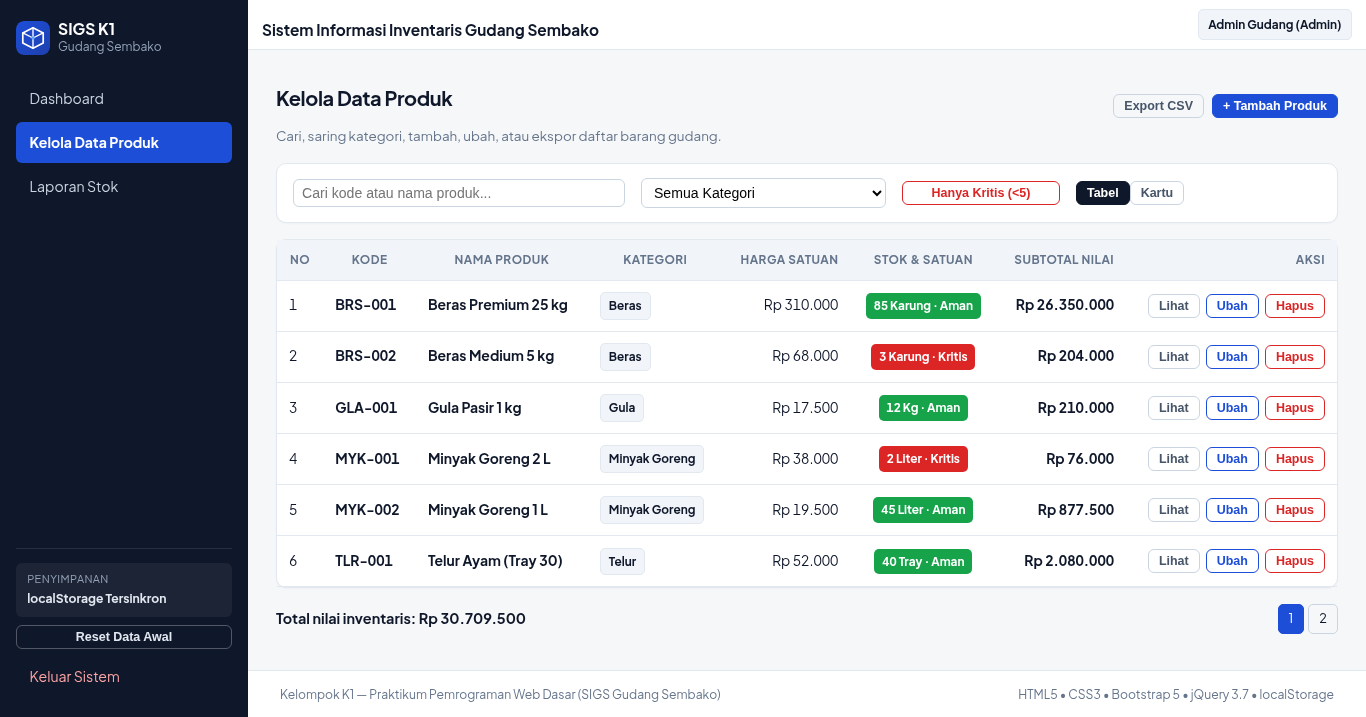 SIGS K1
Gudang Sembako
Dashboard
Kelola Data Produk
Laporan Stok
PENYIMPANAN
localStorage Tersinkron
Reset Data Awal
Keluar Sistem
Sistem Informasi Inventaris Gudang Sembako
Admin Gudang (Admin)
Kelola Data Produk
Export CSV
+ Tambah Produk
Cari, saring kategori, tambah, ubah, atau ekspor daftar barang gudang.
Cari kode atau nama produk...
Semua Kategori
Hanya Kritis (<5)
Tabel
Kartu
NO KODE NAMA PRODUK KATEGORI HARGA SATUAN STOK & SATUAN SUBTOTAL NILAI AKSI
1 BRS-001 Beras Premium 25 kg Beras Rp 310.000 85 Karung · Aman Rp 26.350.000 Lihat Ubah Hapus
2 BRS-002 Beras Medium 5 kg Beras Rp 68.000 3 Karung · Kritis Rp 204.000 Lihat Ubah Hapus
3 GLA-001 Gula Pasir 1 kg Gula Rp 17.500 12 Kg · Aman Rp 210.000 Lihat Ubah Hapus
4 MYK-001 Minyak Goreng 2 L Minyak Goreng Rp 38.000 2 Liter · Kritis Rp 76.000 Lihat Ubah Hapus
5 MYK-002 Minyak Goreng 1 L Minyak Goreng Rp 19.500 45 Liter · Aman Rp 877.500 Lihat Ubah Hapus
6 TLR-001 Telur Ayam (Tray 30) Telur Rp 52.000 40 Tray · Aman Rp 2.080.000 Lihat Ubah Hapus
Total nilai inventaris: Rp 30.709.500
1 2
Kelompok K1 — Praktikum Pemrograman Web Dasar (SIGS Gudang Sembako)
HTML5 • CSS3 • Bootstrap 5 • jQuery 3.7 • localStorage